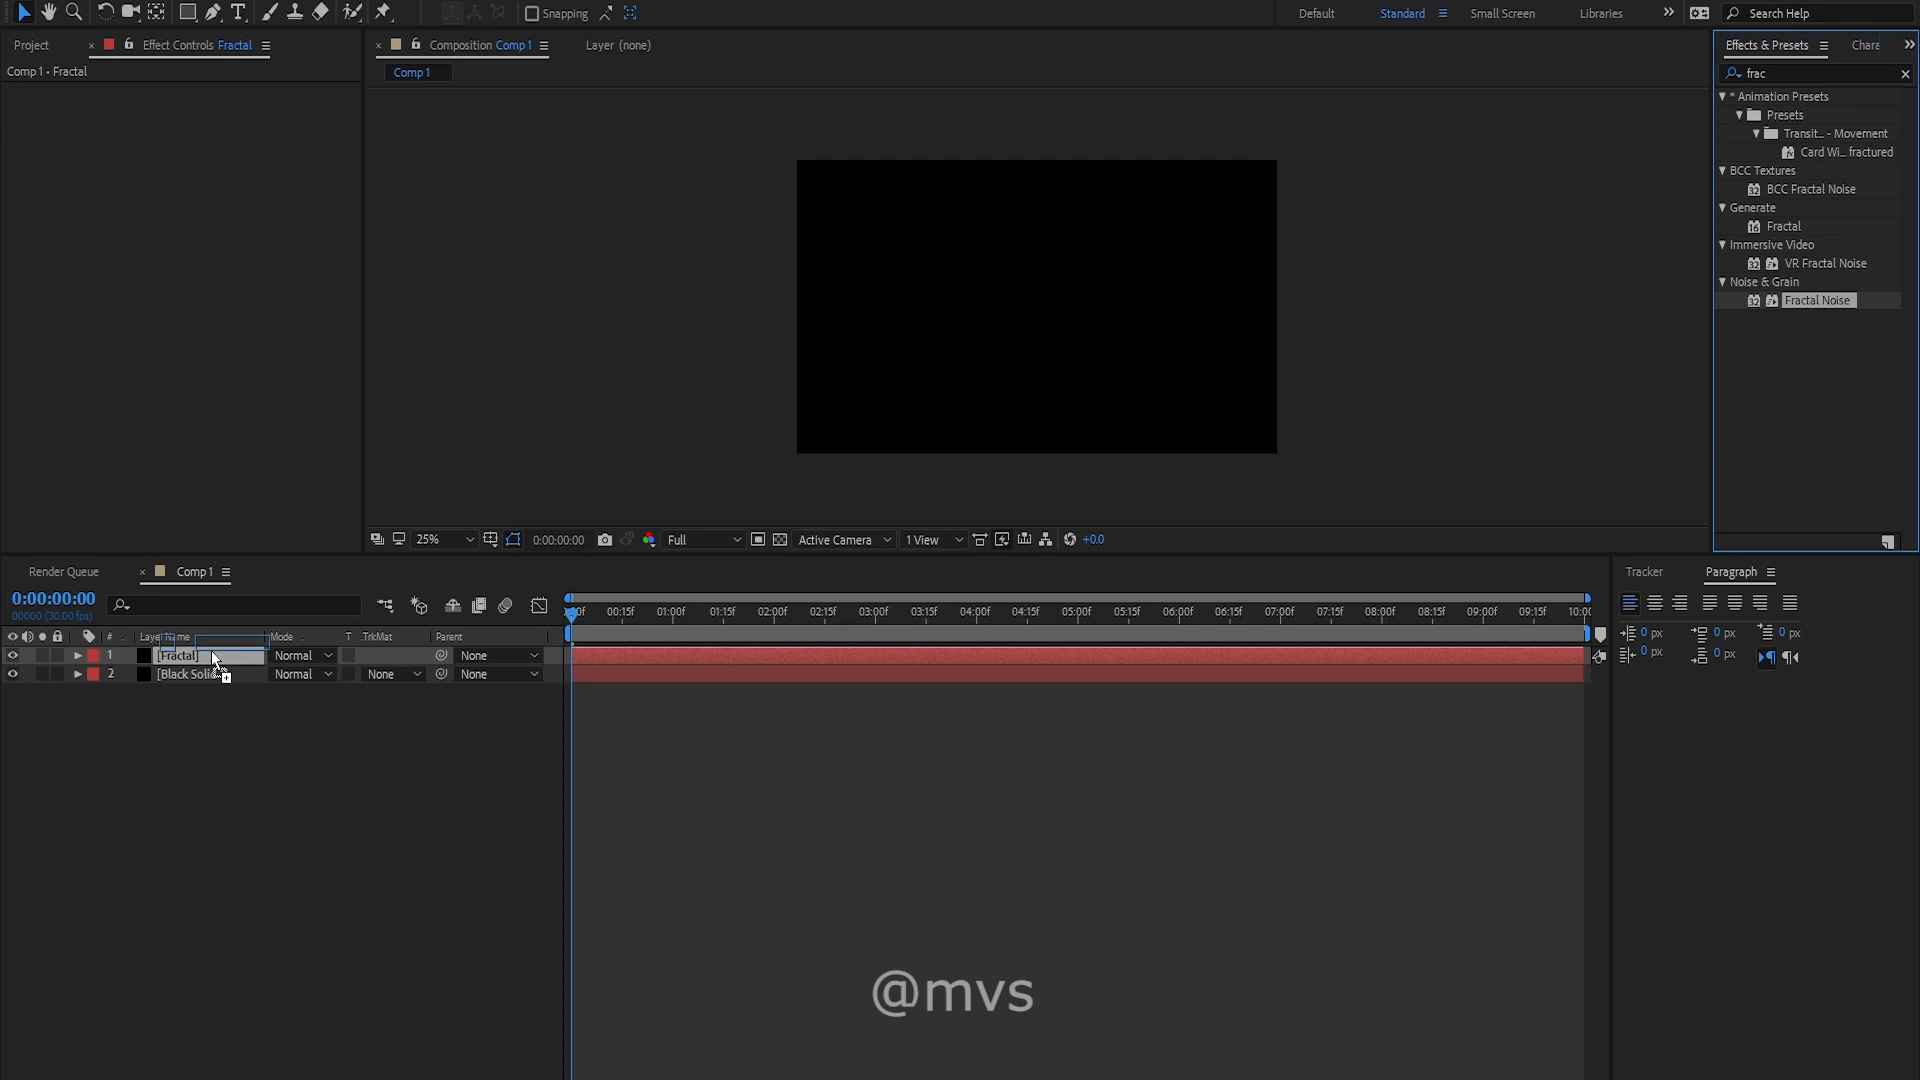 Snapping
Default
Standard
Small Screen
Libraries
Search Help
Project
Effect Controls Fractal
Composition Comp 1
Layer (none)
Effects & Presets
Chara
Comp 1 • Fractal
Comp 1
frac
* Animation Presets
Presets
Transit... - Movement
Card Wi... fractured
BCC Textures
BCC Fractal Noise
Generate
Fractal
Immersive Video
VR Fractal Noise
Noise & Grain
Fractal Noise
25%
0:00:00:00
Full
Active Camera
1 View
+0.0
Render Queue
Comp 1
Tracker
Paragraph
0:00:00:00
00000 (30.00 fps)
00:15f 01:00f 01:15f 02:00f 02:15f 03:00f 03:15f 04:00f 04:15f 05:00f 05:15f 06:00f 06:15f 07:00f 07:15f 08:00f 08:15f 09:00f 09:15f 10:00
# Layer Name Mode T .TrkMat Parent
1 [Fractal] Normal None
2 [Black Soli Normal None None
0 px 0 px 0 px
0 px 0 px
@mvs